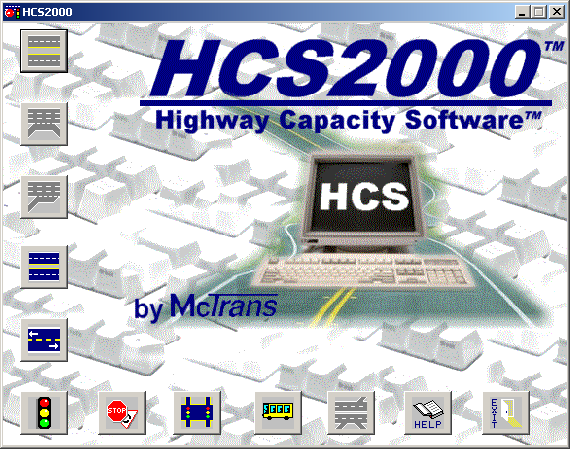 HCS2000
HCS2000™
Highway Capacity Software™
HCS
by McTrans
STOP
HELP
EXIT